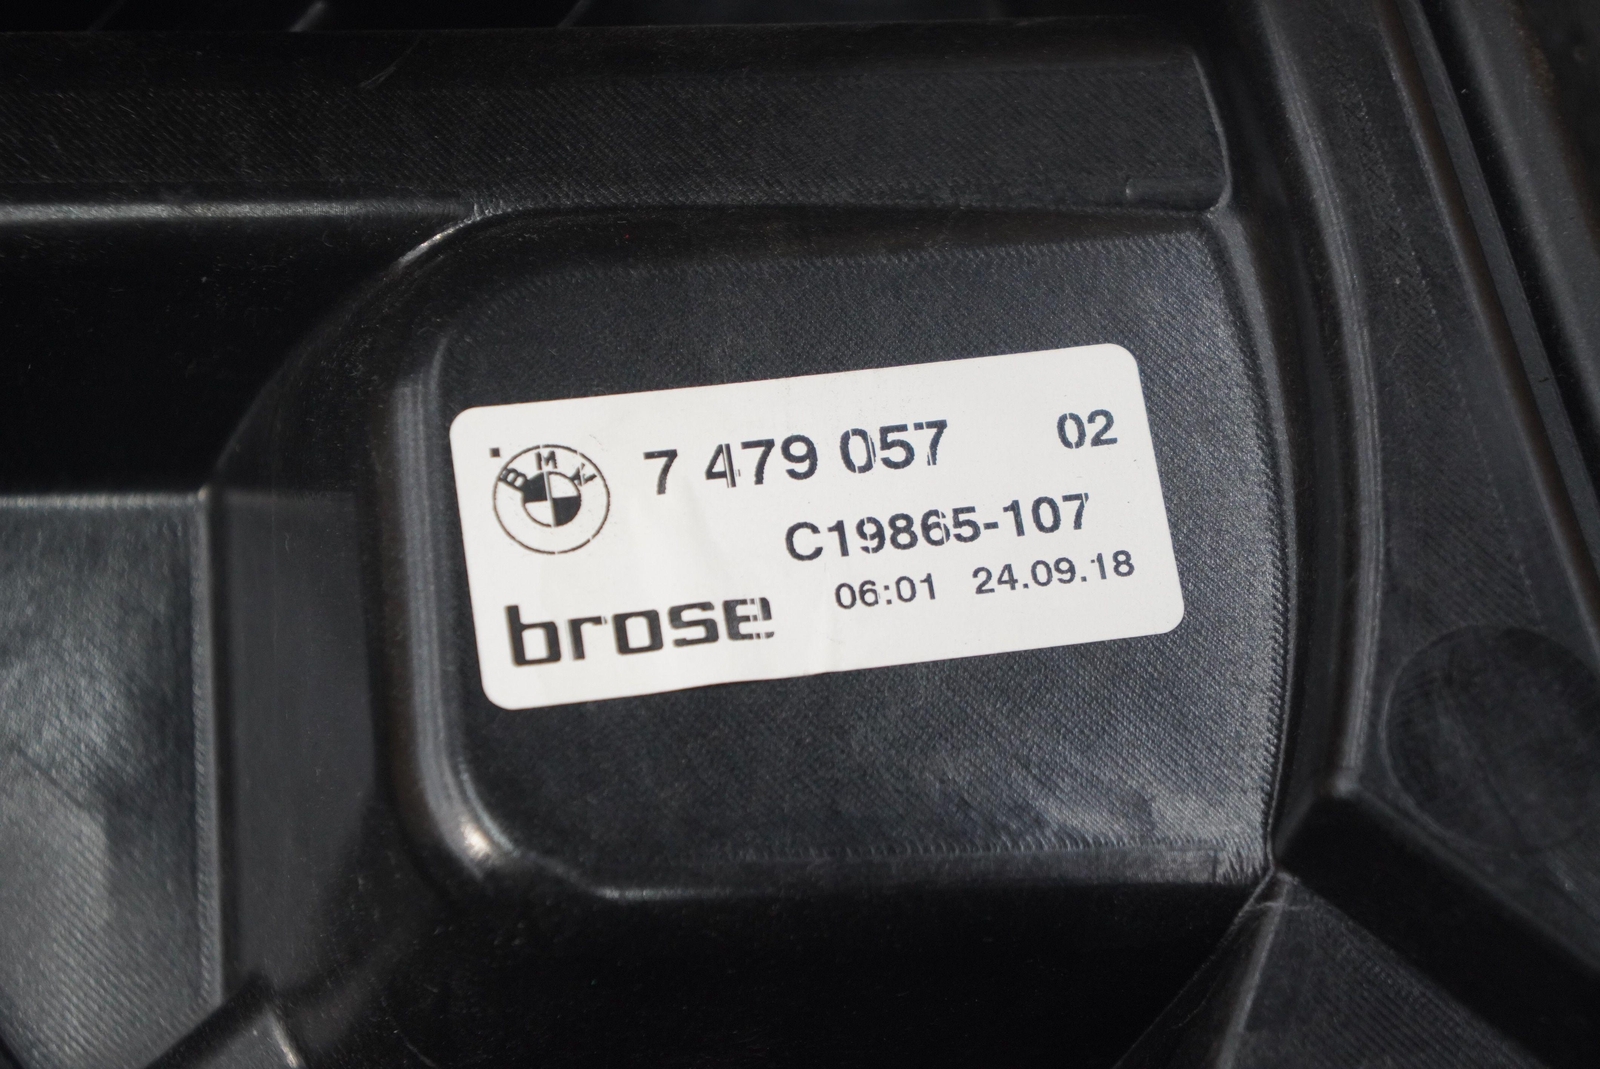 BMW
7 479 057 02
C19865-107
06:01 24.09.18
brose